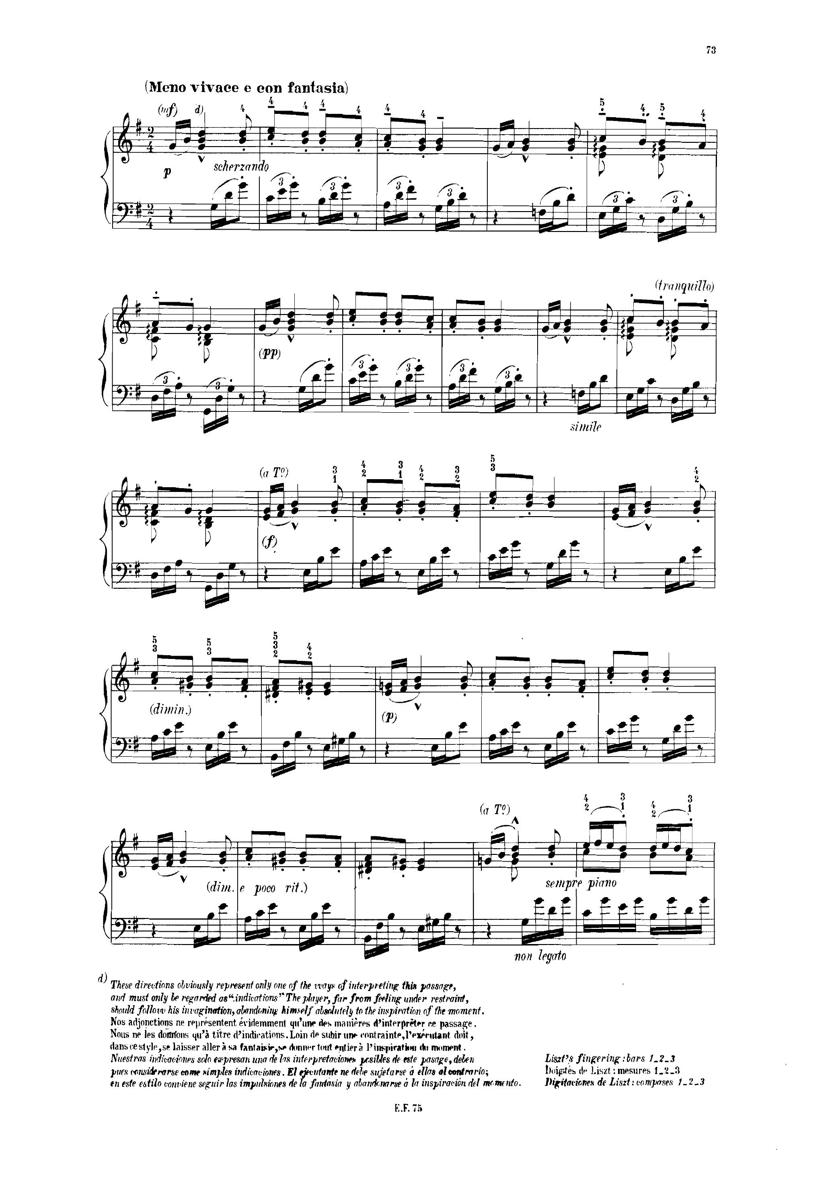 73
(Meno vivace e con fantasia)
(mf) d)
p scherzando
(tranquillo)
(pp)
simile
(a Tº)
(f)
(dimin.)
(p)
(a Tº)
(dim. e poco rit.)
sempre piano
non legato
d) These directions obviously represent only one of the ways of interpreting this passage,
and must only be regarded as "indications" The player, far from feeling under restraint,
should follow his imagination, abandoning himself absolutely to the inspiration of the moment.
Nos adjonctions ne représentent évidemment qu'une des manières d'interprêter ce passage.
Nous ne les donnons qu'à titre d'indications. Loin de subir une contrainte, l'exécutant doit,
dans ce style, se laisser aller à sa fantaisie, se donner tout entier à l'inspiration du moment.
Nuestras indicaciones solo expresan una de las interpretaciones posibles de este pasage, deben
pues considerarse como simples indicaciones. El ejecutante ne debe sujetarse à ellas al contrario;
en este estilo conviene seguir las impulsiones de la fantasia y abandonarse à la inspiración del momento.
Liszt's fingering: bars 1_2_3
Doigtés de Liszt: mesures 1_2_3
Digitaciones de Liszt: compases 1_2_3
E.F. 75